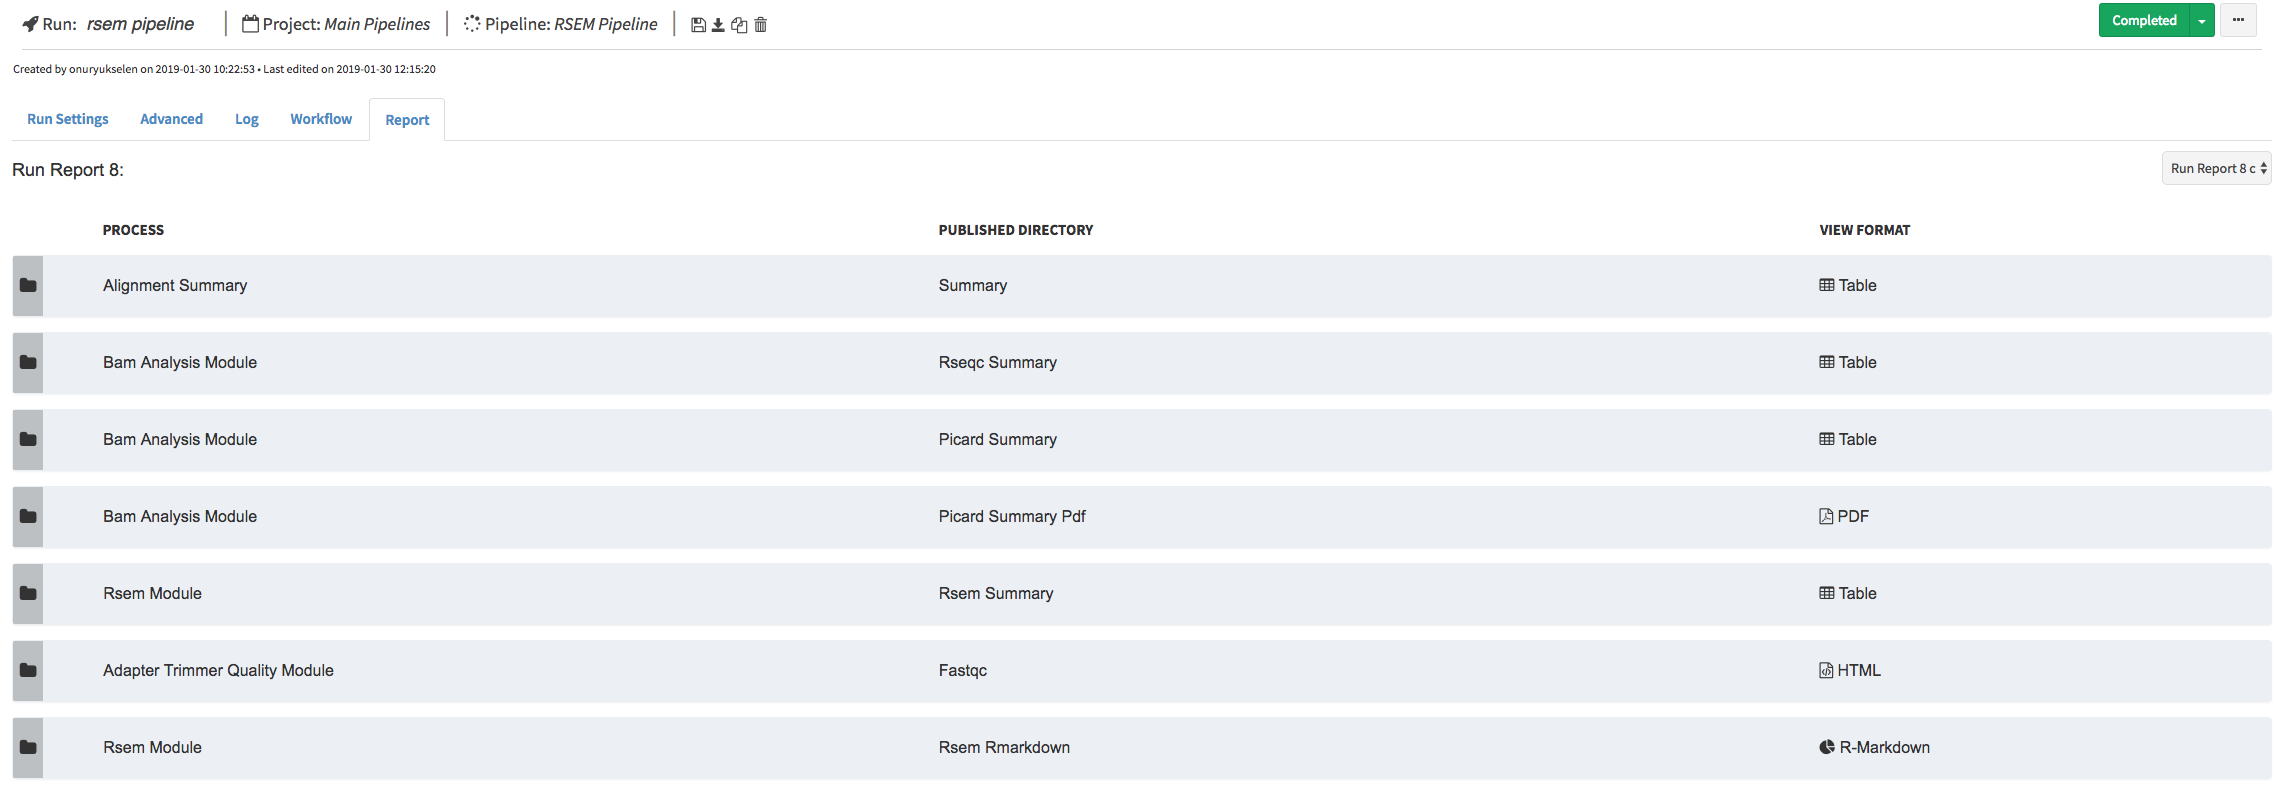 Run: rsem pipeline | Project: Main Pipelines | Pipeline: RSEM Pipeline | Completed ···
Created by onuryukselen on 2019-01-30 10:22:53 • Last edited on 2019-01-30 12:15:20
Run Settings Advanced Log Workflow Report
Run Report 8: Run Report 8 c
PROCESS PUBLISHED DIRECTORY VIEW FORMAT
Alignment Summary Summary Table
Bam Analysis Module Rseqc Summary Table
Bam Analysis Module Picard Summary Table
Bam Analysis Module Picard Summary Pdf PDF
Rsem Module Rsem Summary Table
Adapter Trimmer Quality Module Fastqc HTML
Rsem Module Rsem Rmarkdown R-Markdown